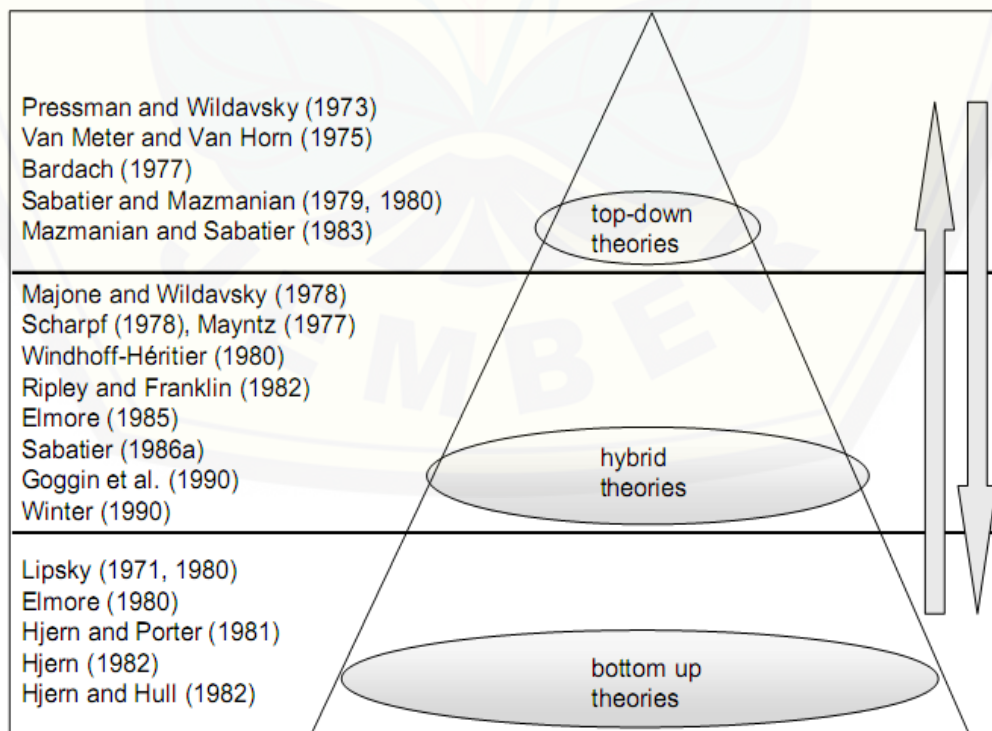 Pressman and Wildavsky (1973)
Van Meter and Van Horn (1975)
Bardach (1977)
Sabatier and Mazmanian (1979, 1980)
Mazmanian and Sabatier (1983)
top-down
theories
Majone and Wildavsky (1978)
Scharpf (1978), Mayntz (1977)
Windhoff-Héritier (1980)
Ripley and Franklin (1982)
Elmore (1985)
Sabatier (1986a)
Goggin et al. (1990)
Winter (1990)
hybrid
theories
Lipsky (1971, 1980)
Elmore (1980)
Hjern and Porter (1981)
Hjern (1982)
Hjern and Hull (1982)
bottom up
theories
JEMBER